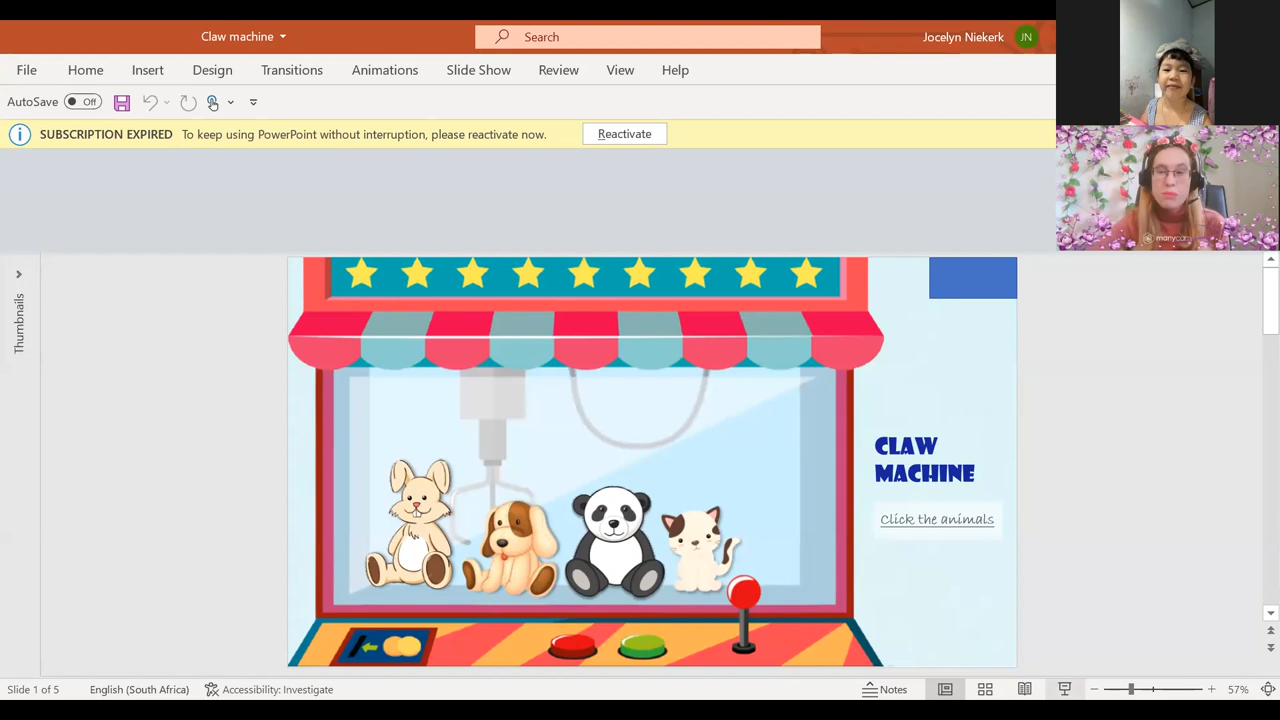 Claw machine
Search
Jocelyn Niekerk
JN
File Home Insert Design Transitions Animations Slide Show Review View Help
AutoSave Off
SUBSCRIPTION EXPIRED To keep using PowerPoint without interruption, please reactivate now. Reactivate
manycam
Thumbnails
CLAW
MACHINE
Click the animals
Slide 1 of 5 English (South Africa) Accessibility: Investigate Notes 57%